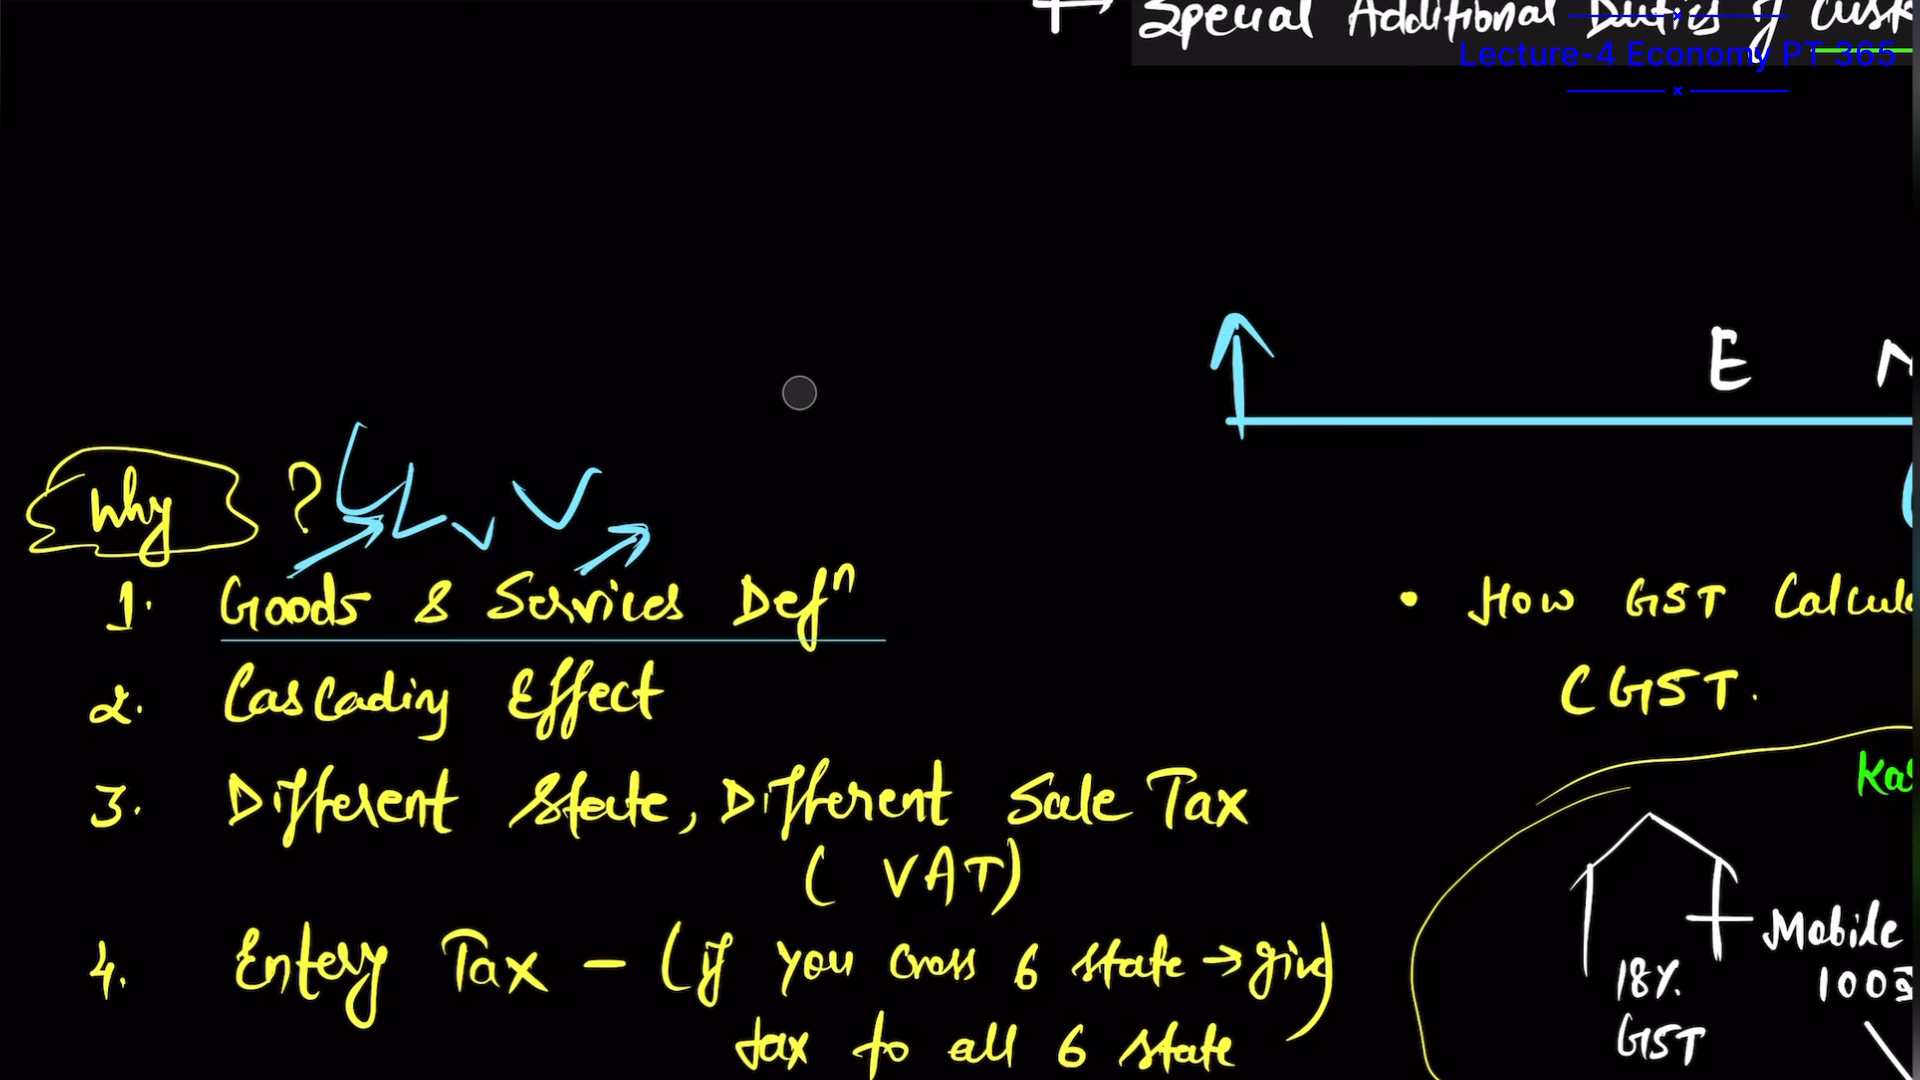 Special Additional Duties of
Lecture-4 Economy PT 365
E
Why ?
1. Goods & Services Defⁿ
2. Cascading Effect
3. Different State, Different Sale Tax
( VAT)
4. Entery Tax - (if you cross 6 state → give)
tax to all 6 state
• How GST
CGST.
Mobile
18%
GST